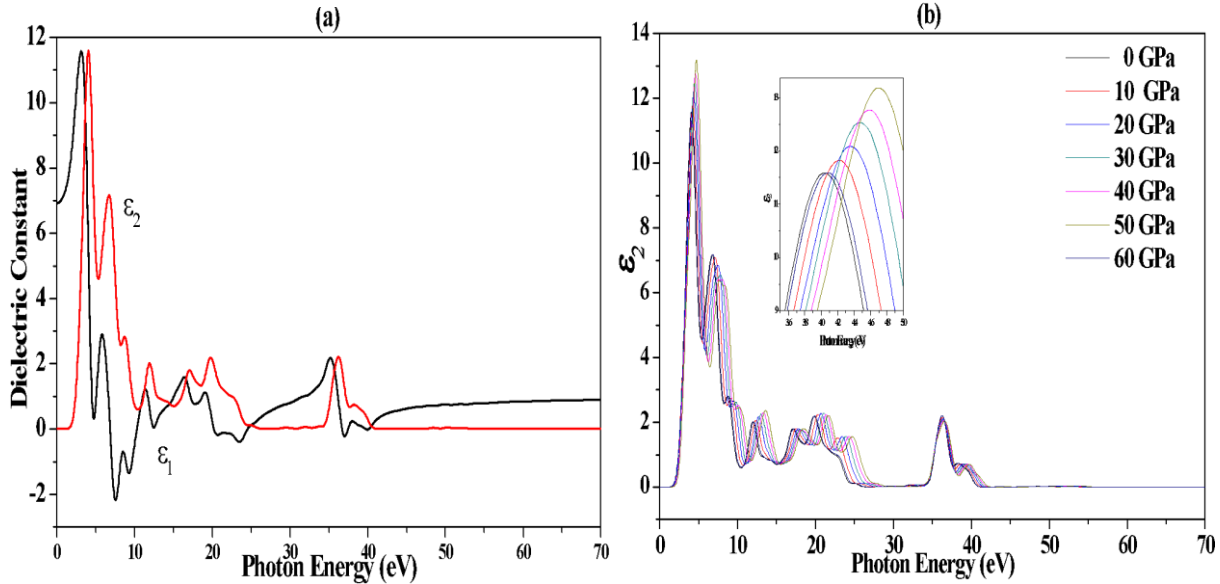 (a)
12
10
8
6
4
2
0
-2
Dielectric Constant
ε2
ε1
0 10 20 30 40 50 60 70
Photon Energy (eV)
(b)
14
12
10
8
6
4
2
0
ε2
0 GPa
10 GPa
20 GPa
30 GPa
40 GPa
50 GPa
60 GPa
0 10 20 30 40 50 60 70
Photon Energy (eV)